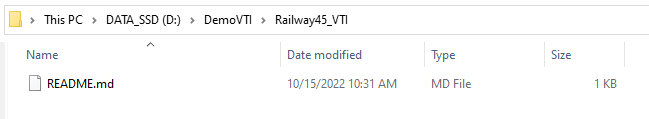 This PC > DATA_SSD (D:) > DemoVTI > Railway45_VTI
Name Date modified Type Size
README.md 10/15/2022 10:31 AM MD File 1 KB